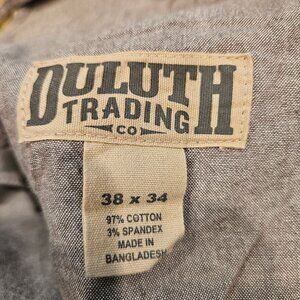 DULUTH
TRADING
CO
38 x 34
97% COTTON
3% SPANDEX
MADE IN
BANGLADESH